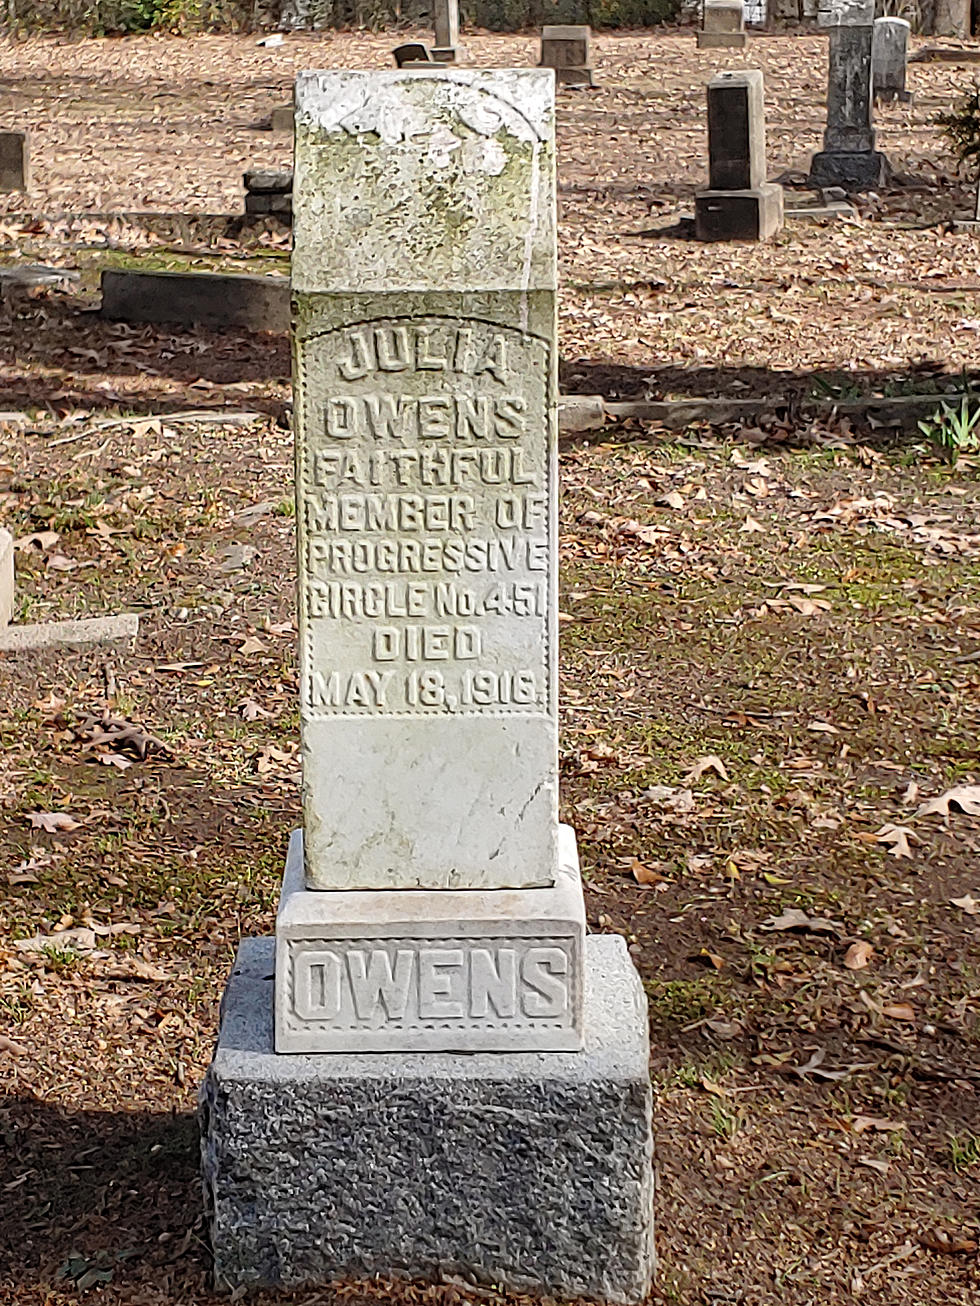 JULIA
OWENS
FAITHFUL
MEMBER OF
PROGRESSIVE
CIRCLE No. 451
DIED
MAY 18, 1916.
OWENS